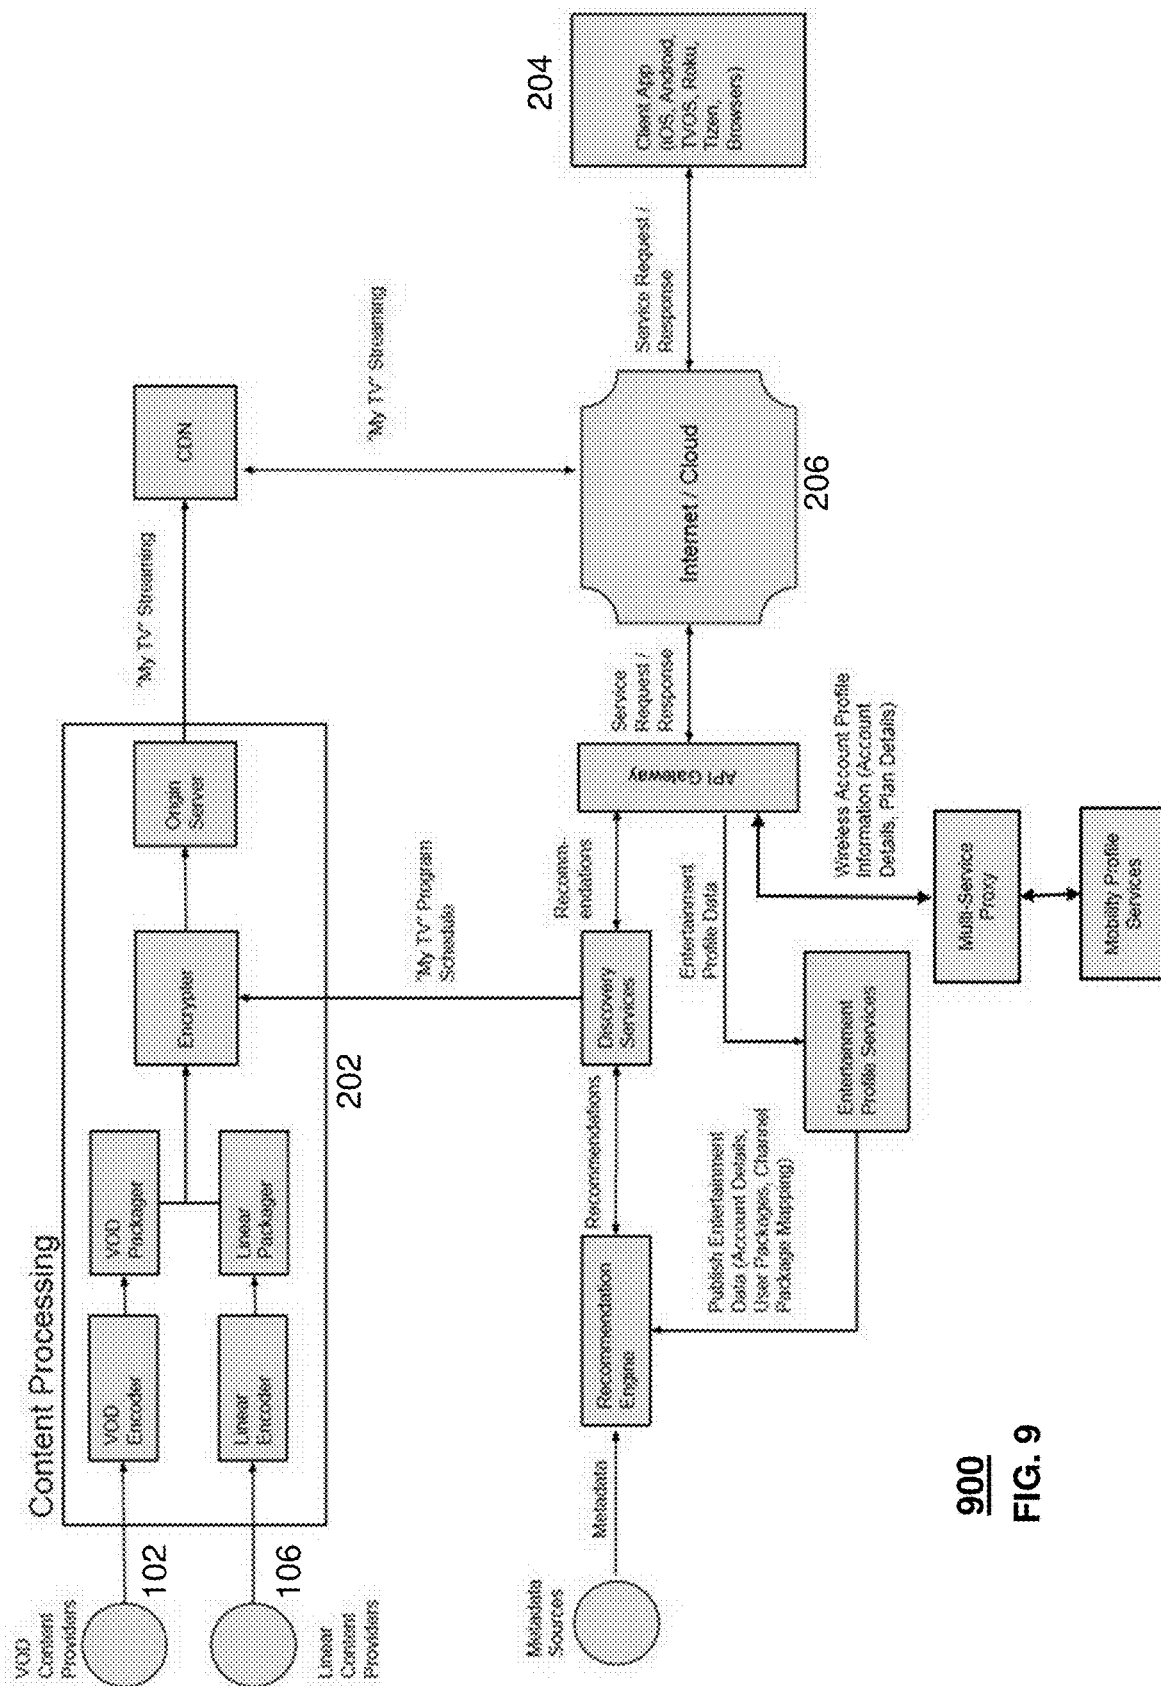 VOD
Content
Providers
102
106
Linear
Content
Providers
Content Processing
VOD
Encoder
VOD
Packager
Linear
Encoder
Linear
Packager
Encrypter
Origin
Server
202
"My TV" Streaming
CDN
"My TV" Streaming
"My TV" Program
Schedule
Metadata
Sources
Metadata
Recommendation
Engine
Recommendations
Discovery
Services
Recomm-
endations
API Gateway
Service
Request /
Response
Internet / Cloud
206
Service Request /
Response
204
Client App
(iOS, Android,
TVOS, Roku,
Tizen,
Browsers)
Publish Entertainment
Data (Account Details,
User Packages, Channel
Package Mapping)
Entertainment
Profile Data
Entertainment
Profile Services
Wireless Account Profile
Information (Account
Details, Plan Details)
Multi-Service
Proxy
Mobility Profile
Services
900
FIG. 9